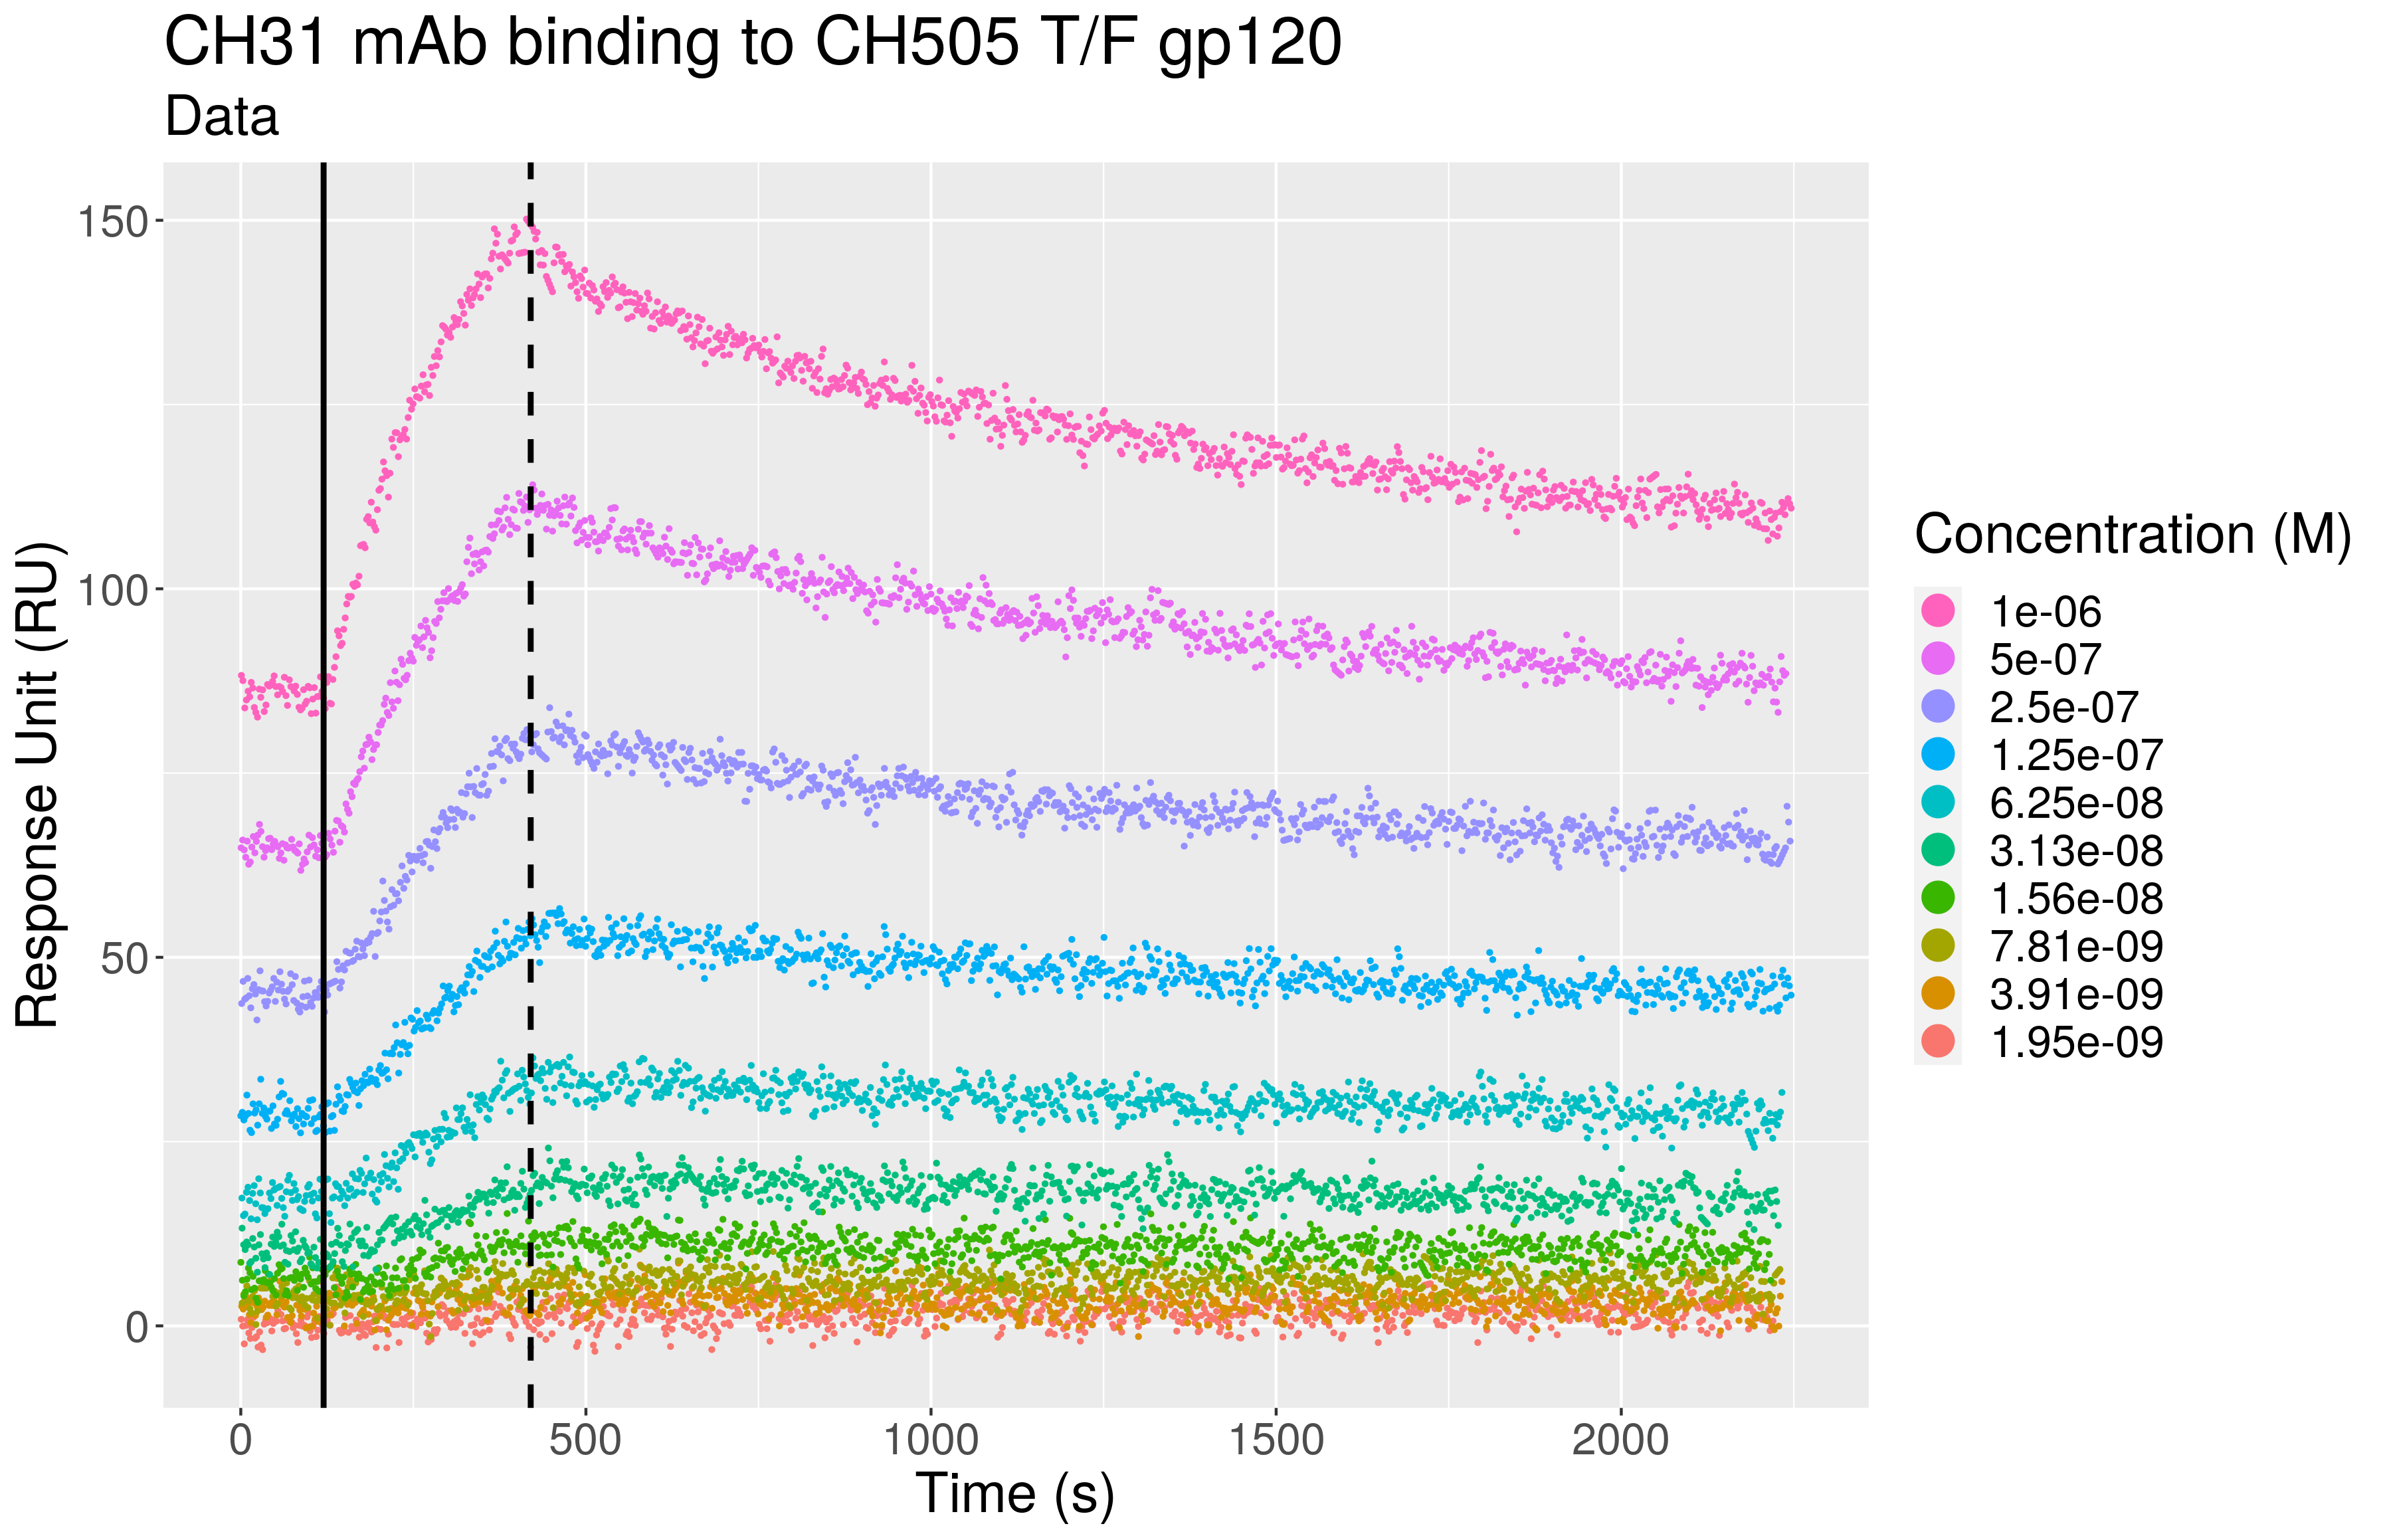 CH31 mAb binding to CH505 T/F gp120
Data
Response Unit (RU)
150
100
50
0
0 500 1000 1500 2000
Time (s)
Concentration (M)
1e-06
5e-07
2.5e-07
1.25e-07
6.25e-08
3.13e-08
1.56e-08
7.81e-09
3.91e-09
1.95e-09